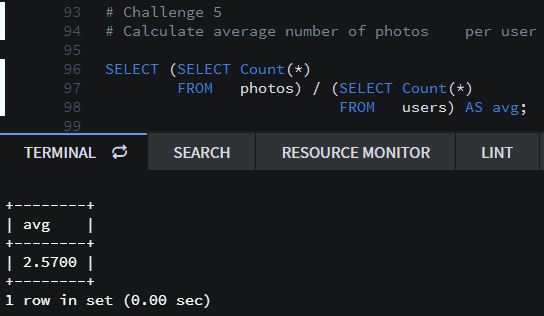 93 # Challenge 5
94 # Calculate average number of photos    per user
95
96 SELECT (SELECT Count(*)
97         FROM   photos) / (SELECT Count(*)
98                           FROM   users) AS avg;
99
TERMINAL SEARCH RESOURCE MONITOR LINT
+--------+
| avg    |
+--------+
| 2.5700 |
+--------+
1 row in set (0.00 sec)